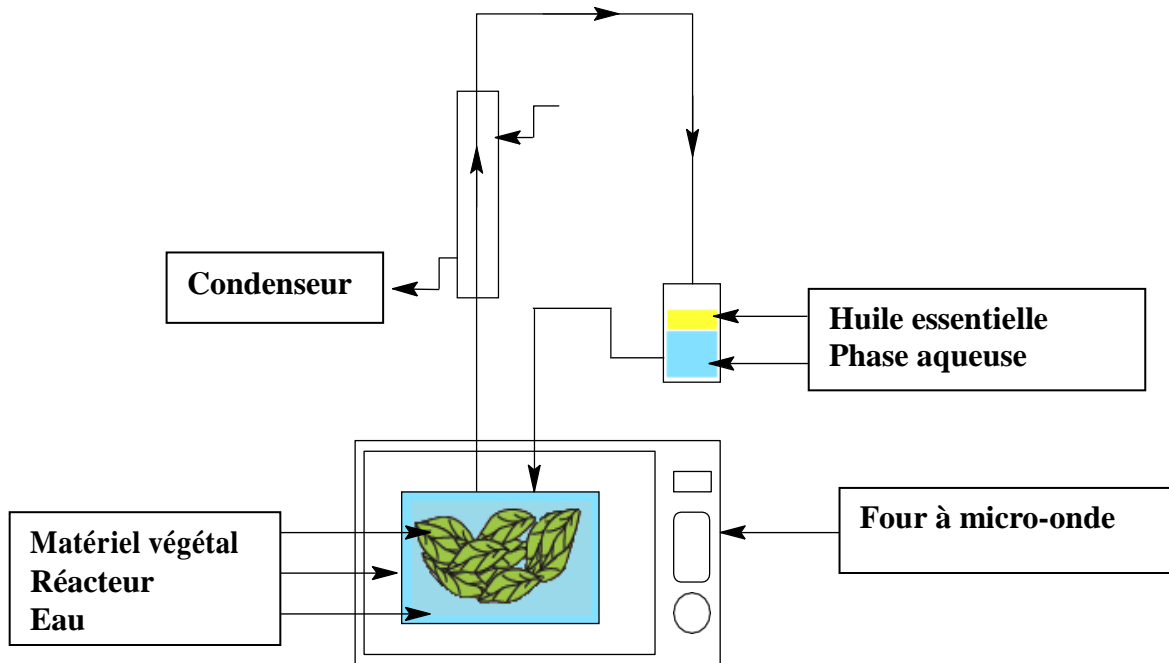 Condenseur
Huile essentielle
Phase aqueuse
Matériel végétal
Réacteur
Eau
Four à micro-onde